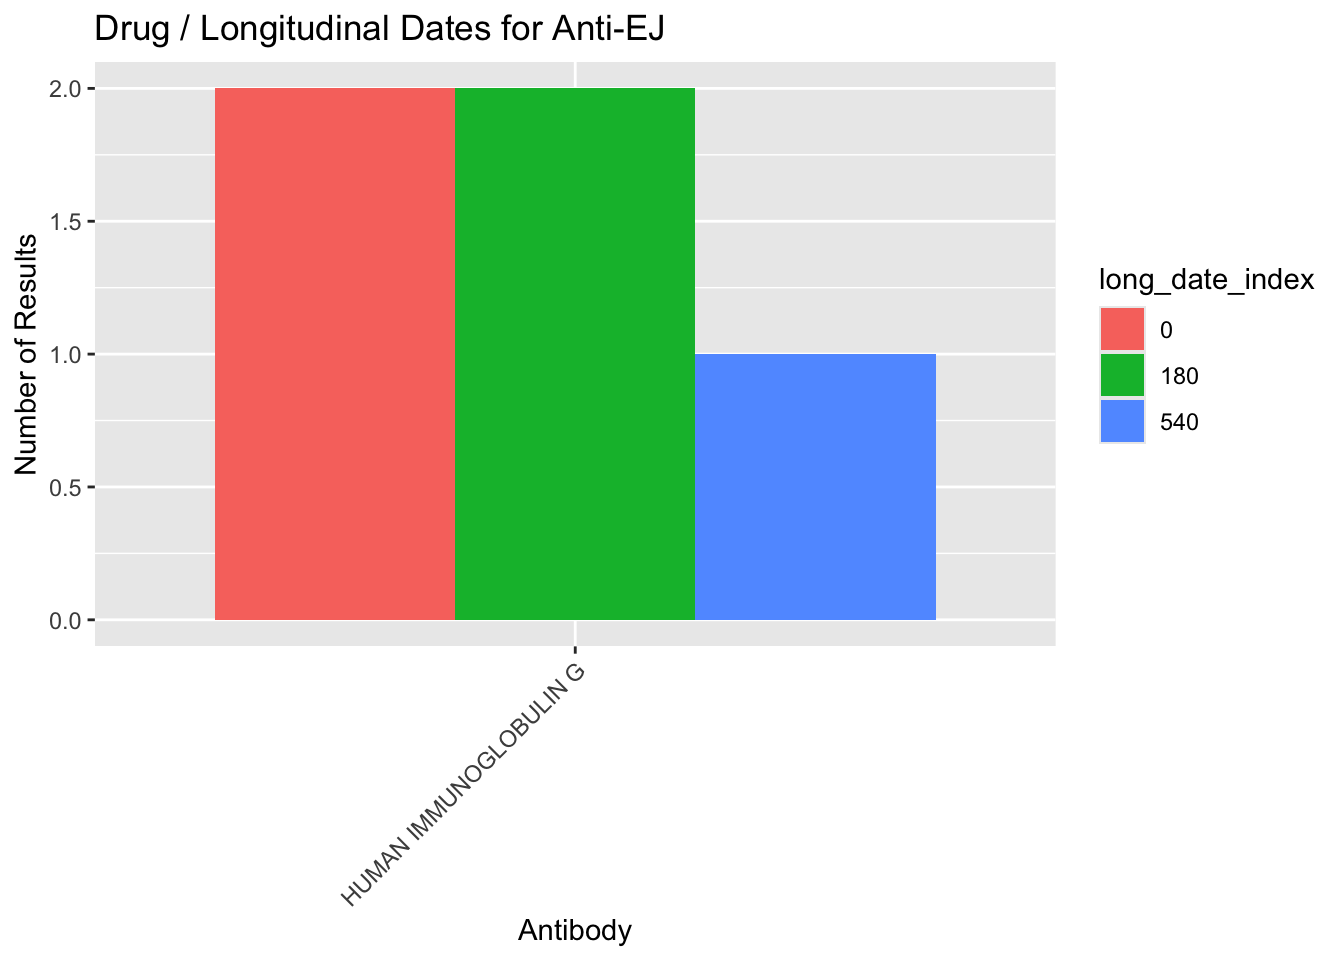 Drug / Longitudinal Dates for Anti-EJ
2.0
1.5
1.0
0.5
0.0
Number of Results
HUMAN IMMUNOGLOBULIN G
Antibody
long_date_index
0
180
540